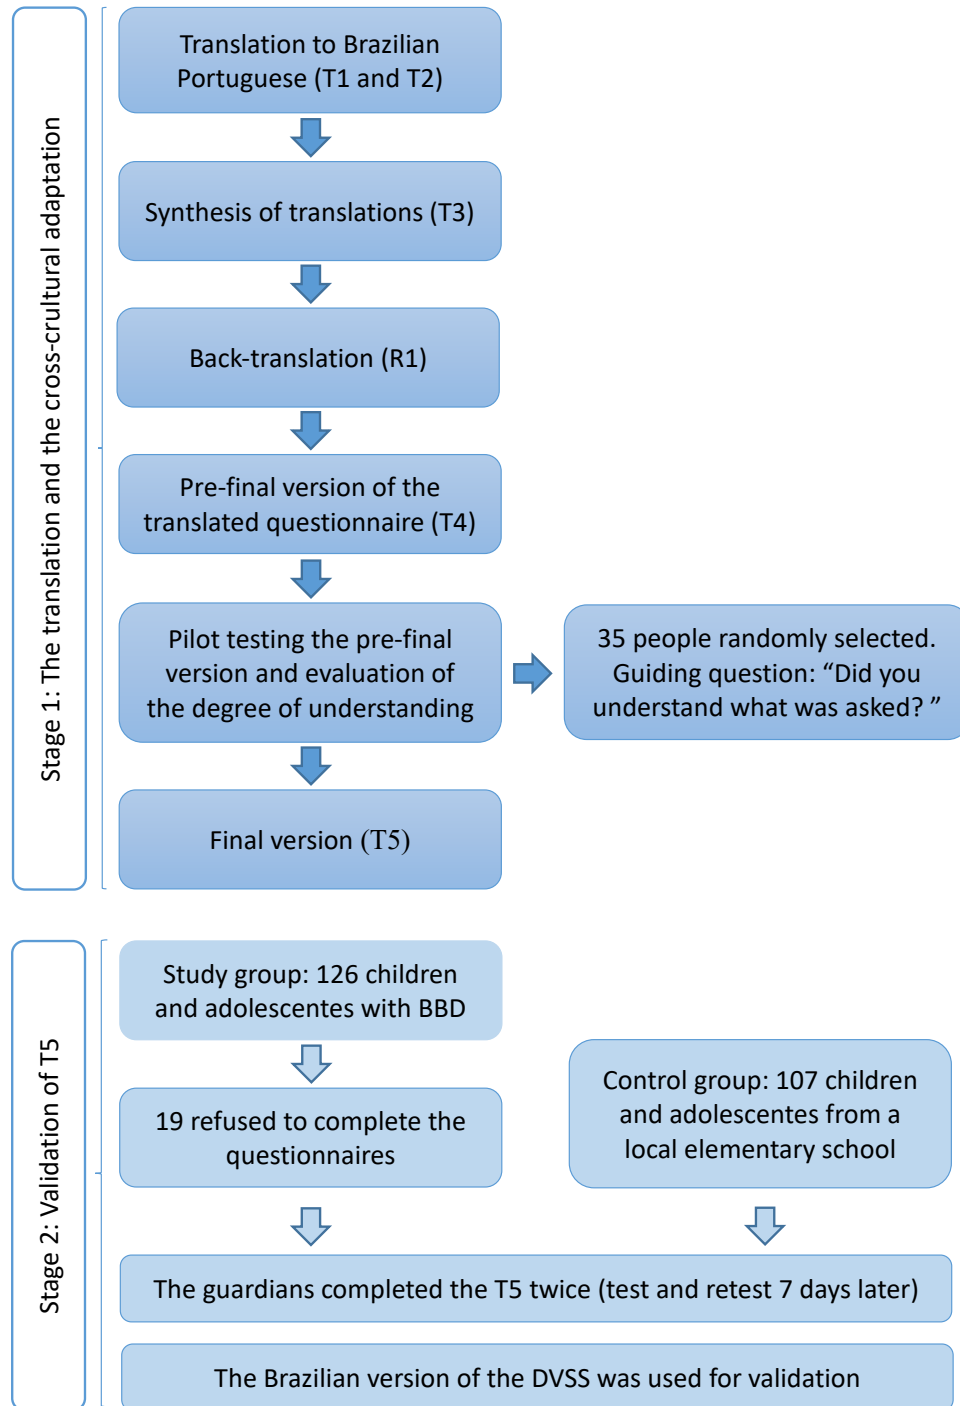 Stage 1: The translation and the cross-crultural adaptation
Translation to Brazilian
Portuguese (T1 and T2)
Synthesis of translations (T3)
Back-translation (R1)
Pre-final version of the
translated questionnaire (T4)
Pilot testing the pre-final
version and evaluation of
the degree of understanding
35 people randomly selected.
Guiding question: “Did you
understand what was asked? ”
Final version (T5)
Stage 2: Validation of T5
Study group: 126 children
and adolescentes with BBD
19 refused to complete the
questionnaires
Control group: 107 children
and adolescentes from a
local elementary school
The guardians completed the T5 twice (test and retest 7 days later)
The Brazilian version of the DVSS was used for validation